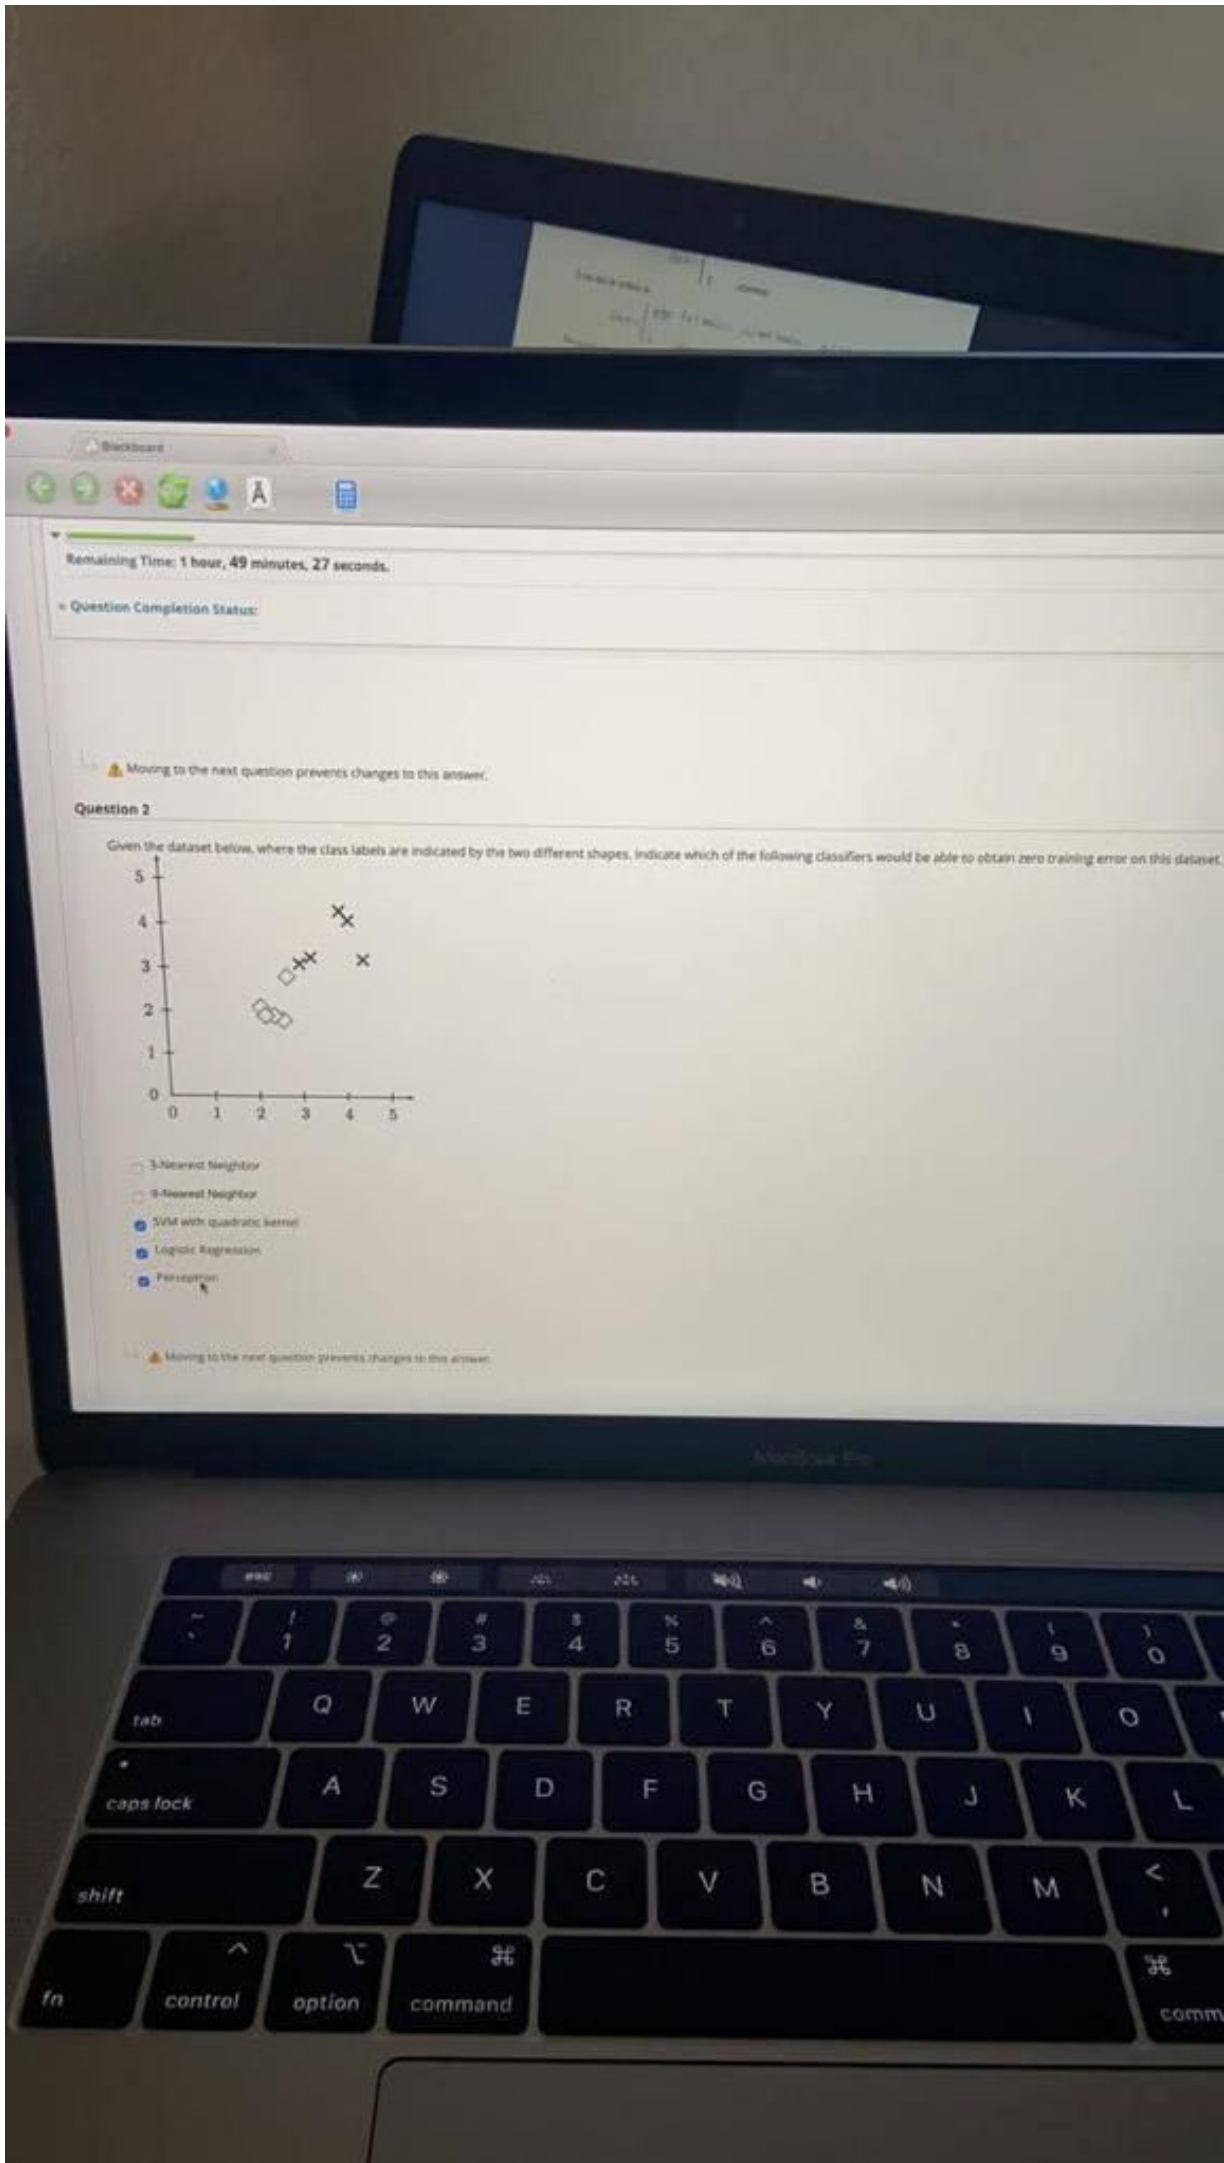 Blackboard
Remaining Time: 1 hour, 49 minutes, 27 seconds.
Question Completion Status:
Moving to the next question prevents changes to this answer.
Question 2
Given the dataset below, where the class labels are indicated by the two different shapes, indicate which of the following classifiers would be able to obtain zero training error on this dataset.
5
4
3
2
1
0
0 1 2 3 4 5
3-Nearest Neighbor
9-Nearest Neighbor
SVM with quadratic kernel
Logistic Regression
Perceptron
Moving to the next question prevents changes to this answer.
MacBook Pro
esc
~ ! @ # $ % ^ & * ( )
` 1 2 3 4 5 6 7 8 9 0
tab Q W E R T Y U I O
caps lock A S D F G H J K L
shift Z X C V B N M < ,
fn control option command comm